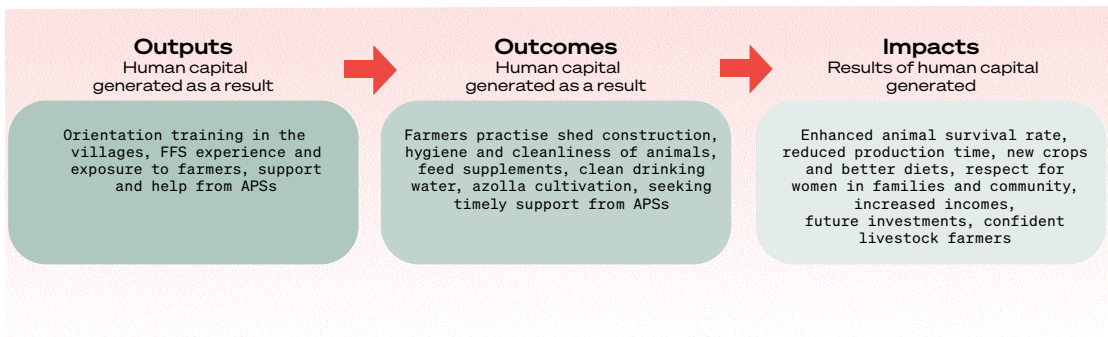 Outputs
Human capital
generated as a result
Orientation training in the
villages, FFS experience and
exposure to farmers, support
and help from APSs
Outcomes
Human capital
generated as a result
Farmers practise shed construction,
hygiene and cleanliness of animals,
feed supplements, clean drinking
water, azolla cultivation, seeking
timely support from APSs
Impacts
Results of human capital
generated
Enhanced animal survival rate,
reduced production time, new crops
and better diets, respect for
women in families and community,
increased incomes,
future investments, confident
livestock farmers